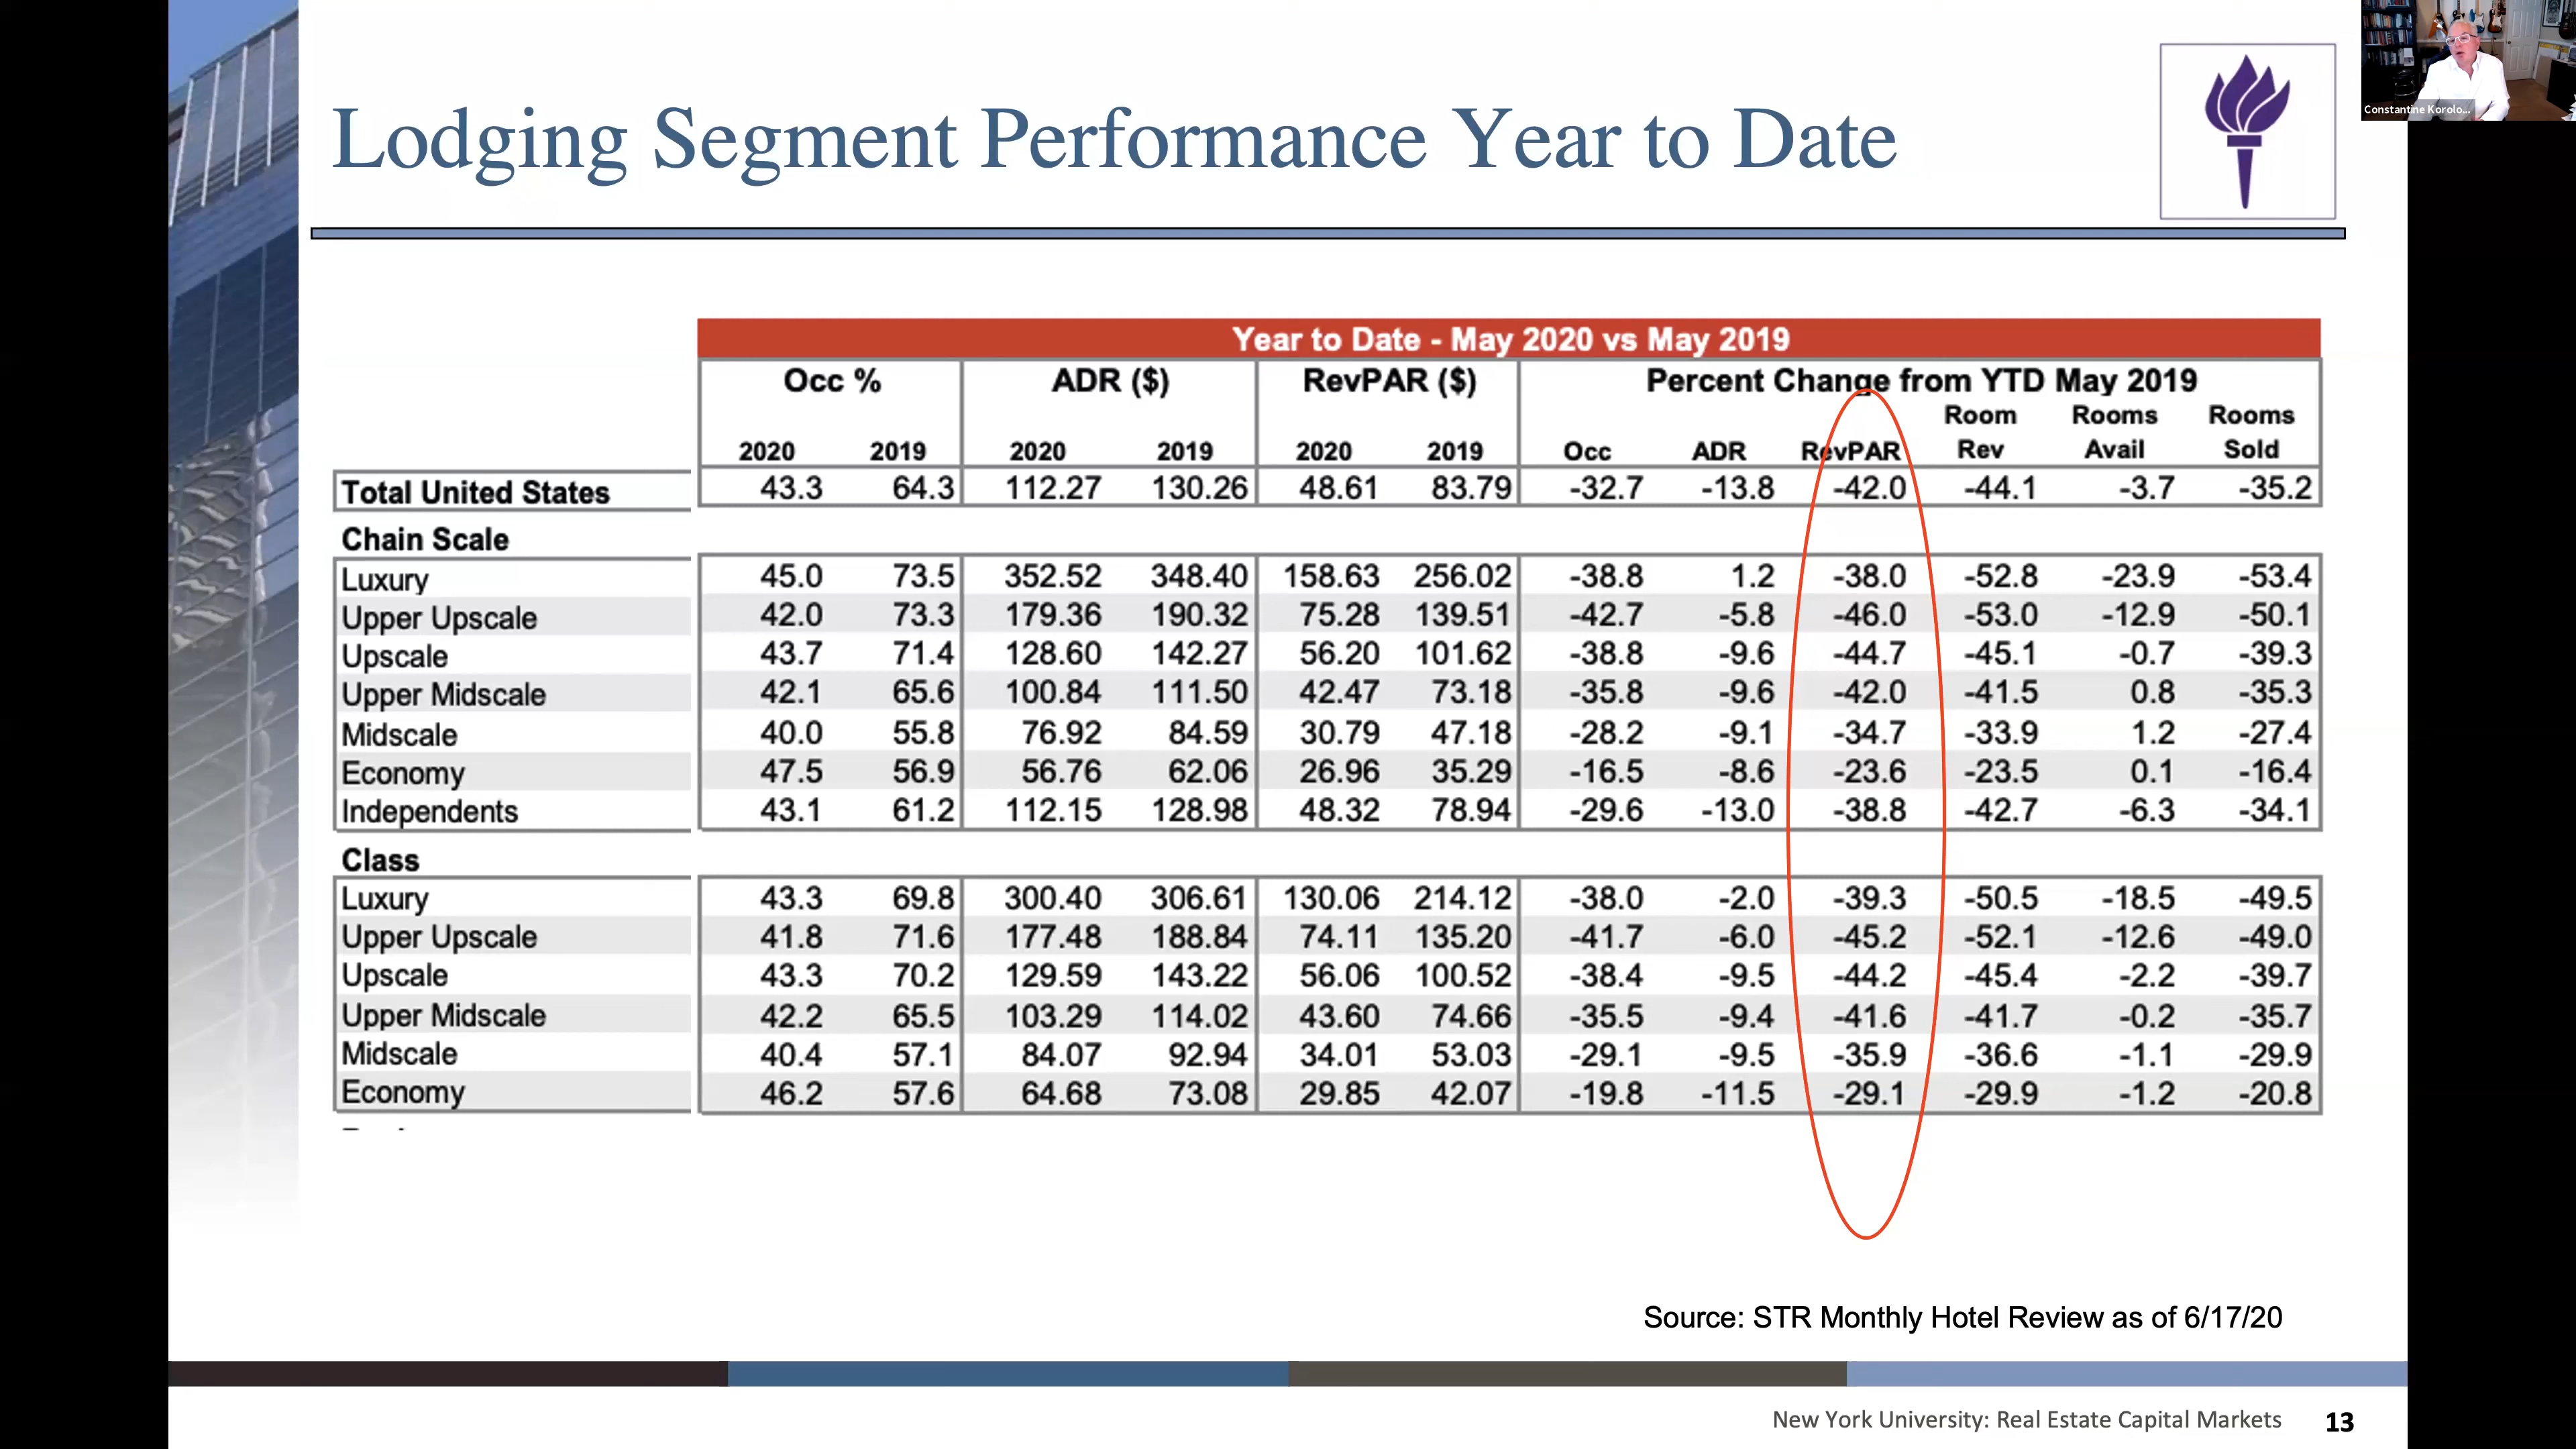 Constantine Korolo...
Lodging Segment Performance Year to Date
Year to Date - May 2020 vs May 2019
Occ % ADR ($) RevPAR ($) Percent Change from YTD May 2019
Room Rooms Rooms
2020 2019 2020 2019 2020 2019 Occ ADR RevPAR Rev Avail Sold
Total United States 43.3 64.3 112.27 130.26 48.61 83.79 -32.7 -13.8 -42.0 -44.1 -3.7 -35.2
Chain Scale
Luxury 45.0 73.5 352.52 348.40 158.63 256.02 -38.8 1.2 -38.0 -52.8 -23.9 -53.4
Upper Upscale 42.0 73.3 179.36 190.32 75.28 139.51 -42.7 -5.8 -46.0 -53.0 -12.9 -50.1
Upscale 43.7 71.4 128.60 142.27 56.20 101.62 -38.8 -9.6 -44.7 -45.1 -0.7 -39.3
Upper Midscale 42.1 65.6 100.84 111.50 42.47 73.18 -35.8 -9.6 -42.0 -41.5 0.8 -35.3
Midscale 40.0 55.8 76.92 84.59 30.79 47.18 -28.2 -9.1 -34.7 -33.9 1.2 -27.4
Economy 47.5 56.9 56.76 62.06 26.96 35.29 -16.5 -8.6 -23.6 -23.5 0.1 -16.4
Independents 43.1 61.2 112.15 128.98 48.32 78.94 -29.6 -13.0 -38.8 -42.7 -6.3 -34.1
Class
Luxury 43.3 69.8 300.40 306.61 130.06 214.12 -38.0 -2.0 -39.3 -50.5 -18.5 -49.5
Upper Upscale 41.8 71.6 177.48 188.84 74.11 135.20 -41.7 -6.0 -45.2 -52.1 -12.6 -49.0
Upscale 43.3 70.2 129.59 143.22 56.06 100.52 -38.4 -9.5 -44.2 -45.4 -2.2 -39.7
Upper Midscale 42.2 65.5 103.29 114.02 43.60 74.66 -35.5 -9.4 -41.6 -41.7 -0.2 -35.7
Midscale 40.4 57.1 84.07 92.94 34.01 53.03 -29.1 -9.5 -35.9 -36.6 -1.1 -29.9
Economy 46.2 57.6 64.68 73.08 29.85 42.07 -19.8 -11.5 -29.1 -29.9 -1.2 -20.8
Source: STR Monthly Hotel Review as of 6/17/20
New York University: Real Estate Capital Markets 13